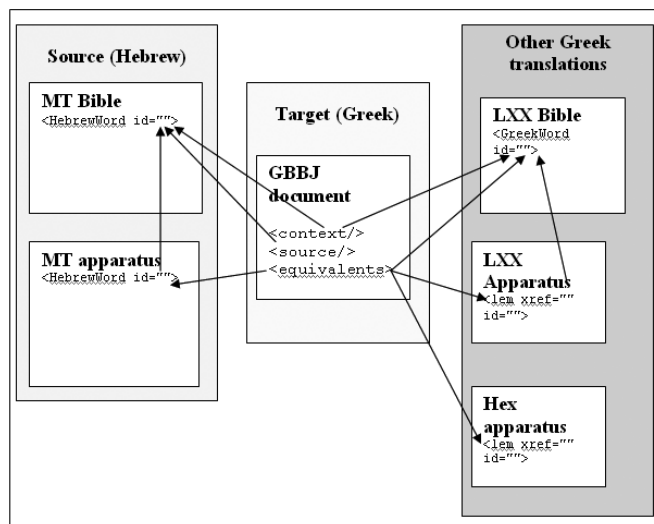 Source (Hebrew)
MT Bible
<HebrewWord id="">
MT apparatus
<HebrewWord id="">
Target (Greek)
GBBJ
document
<context/>
<source/>
<equivalents>
Other Greek
translations
LXX Bible
<GreekWord
id="">
LXX
Apparatus
<lem xref=""
id="">
Hex
apparatus
<lem xref=""
id="">